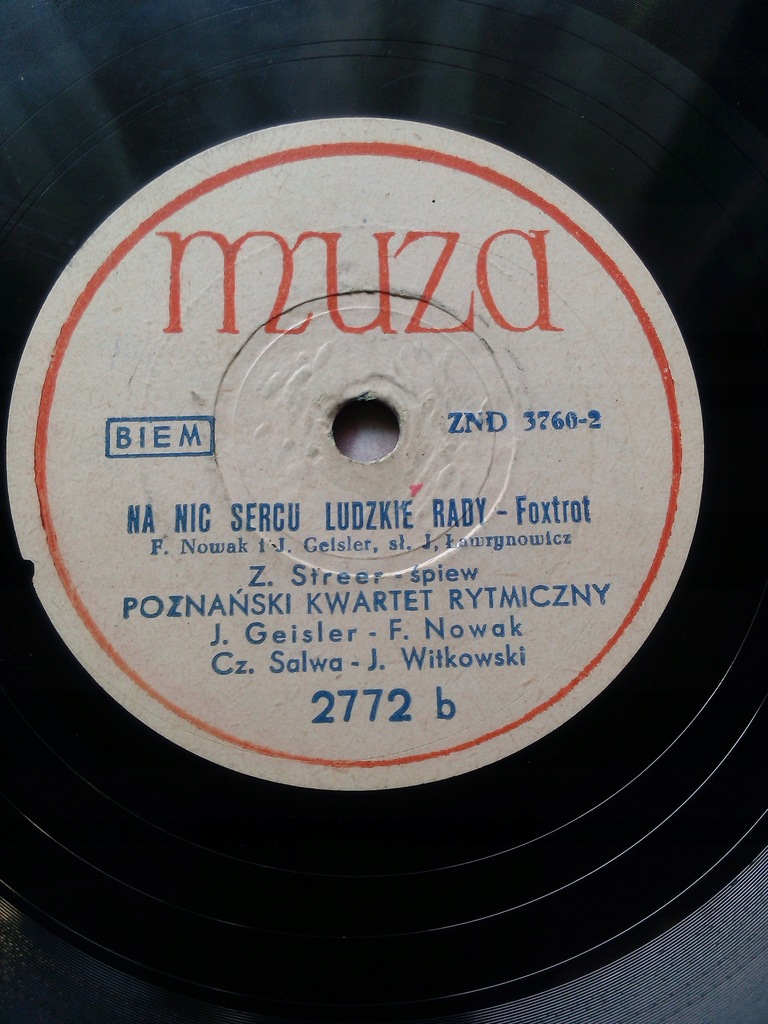 muza
BIEM
ZND 3760-2
NA NIC SERCU LUDZKIE RADY - Foxtrot
F. Nowak i J. Geisler, sł. J, Ławrynowicz
Z. Streer - śpiew
POZNAŃSKI KWARTET RYTMICZNY
J. Geisler - F. Nowak
Cz. Salwa - J. Witkowski
2772 b